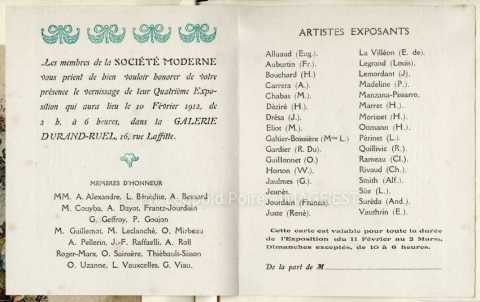 Les membres de la SOCIÉTÉ MODERNE
vous prient de bien vouloir honorer de votre
présence le vernissage de leur Quatrième Expo-
sition qui aura lieu le 10 Février 1912, de
2 h. à 6 heures, dans la GALERIE
DURAND-RUEL, 16, rue Laffitte.
MEMBRES D'HONNEUR
MM. A. Alexandre, L. Bénédite, A. Besnard
M. Couyba, A. Dayot, Frantz-Jourdain
G. Geffroy, P. Goujon
M. Guillemot, M. Leclanché, O. Mirbeau
A. Pellerin, J.-F. Raffaelli, A. Roll
Roger-Marx, O. Sainsère, Thiébault-Sisson
O. Uzanne, L. Vauxcelles, G. Viau.
ARTISTES EXPOSANTS
Alluaud (Eug.)
Auburtin (Fr.)
Bouchard (H.)
Carrera (A.)
Chabas (M.)
Déziré (H.)
Drésa (J.)
Eliot (M.)
Galtier-Boissière (Mme L.)
Gardier (R. Du)
Guillonnet (O.)
Horton (W.)
Jaulmes (G.)
Jeanès.
Jourdain (Francis)
Juste (René).
La Villéon (E. de).
Legrand (Louis).
Lemordant (J).
Madeline (P.)
Manzana-Pissarro.
Marret (H.)
Morisset (H.)
Ottmann (H.)
Périnet (L.)
Quillivic (R.)
Rameau (Cl.)
Rivaud (Ch.)
Smith (Alf.)
Süe (L.)
Suréda (And.)
Vauthrin (E.)
Cette carte est valable pour toute la durée
de l'Exposition du 11 Février au 2 Mars,
Dimanches exceptés, de 10 à 6 heures.
De la part de M